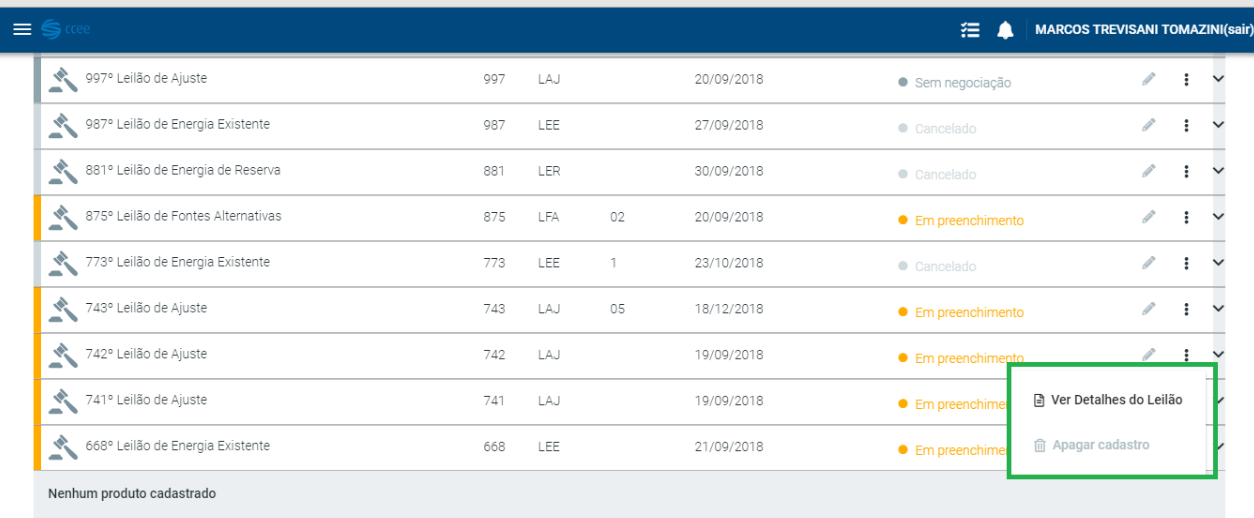 ccee MARCOS TREVISANI TOMAZINI(sair)
997º Leilão de Ajuste 997 LAJ 20/09/2018 Sem negociação
987º Leilão de Energia Existente 987 LEE 27/09/2018 Cancelado
881º Leilão de Energia de Reserva 881 LER 30/09/2018 Cancelado
875º Leilão de Fontes Alternativas 875 LFA 02 20/09/2018 Em preenchimento
773º Leilão de Energia Existente 773 LEE 1 23/10/2018 Cancelado
743º Leilão de Ajuste 743 LAJ 05 18/12/2018 Em preenchimento
742º Leilão de Ajuste 742 LAJ 19/09/2018 Em preenchimento
741º Leilão de Ajuste 741 LAJ 19/09/2018 Em preenchime Ver Detalhes do Leilão
668º Leilão de Energia Existente 668 LEE 21/09/2018 Em preenchime Apagar cadastro
Nenhum produto cadastrado